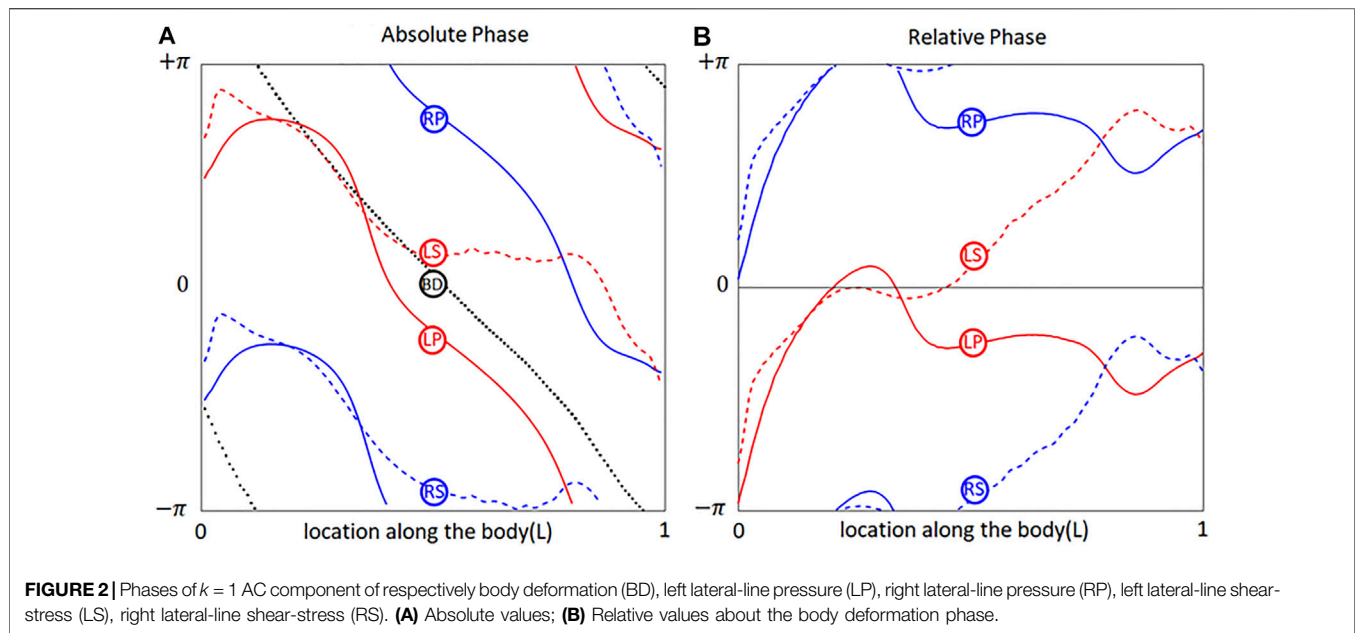 A
Absolute Phase
+π
0
−π
RP
LS
BD
LP
RS
0
location along the body(L)
1
B
Relative Phase
+π
0
−π
RP
LS
LP
RS
0
location along the body(L)
1
FIGURE 2 | Phases of k = 1 AC component of respectively body deformation (BD), left lateral-line pressure (LP), right lateral-line pressure (RP), left lateral-line shear-
stress (LS), right lateral-line shear-stress (RS). (A) Absolute values; (B) Relative values about the body deformation phase.